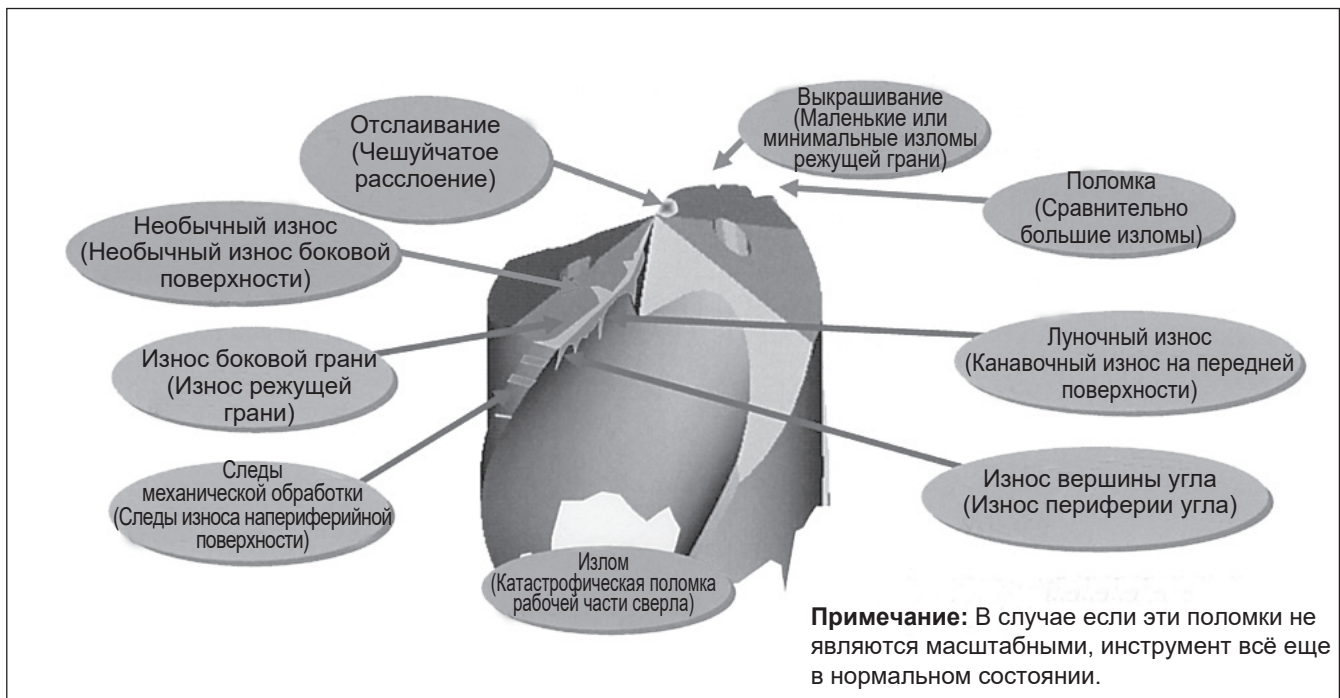 Выкрашивание
(Маленькие или
минимальные изломы
режущей грани)
Отслаивание
(Чешуйчатое
расслоение)
Поломка
(Сравнительно
большие изломы)
Необычный износ
(Необычный износ боковой
поверхности)
Износ боковой грани
(Износ режущей
грани)
Луночный износ
(Канавочный износ на передней
поверхности)
Следы
механической обработки
(Следы износа напериферийной
поверхности)
Износ вершины угла
(Износ периферии угла)
Излом
(Катастрофическая поломка
рабочей части сверла)
Примечание: В случае если эти поломки не
являются масштабными, инструмент всё еще
в нормальном состоянии.